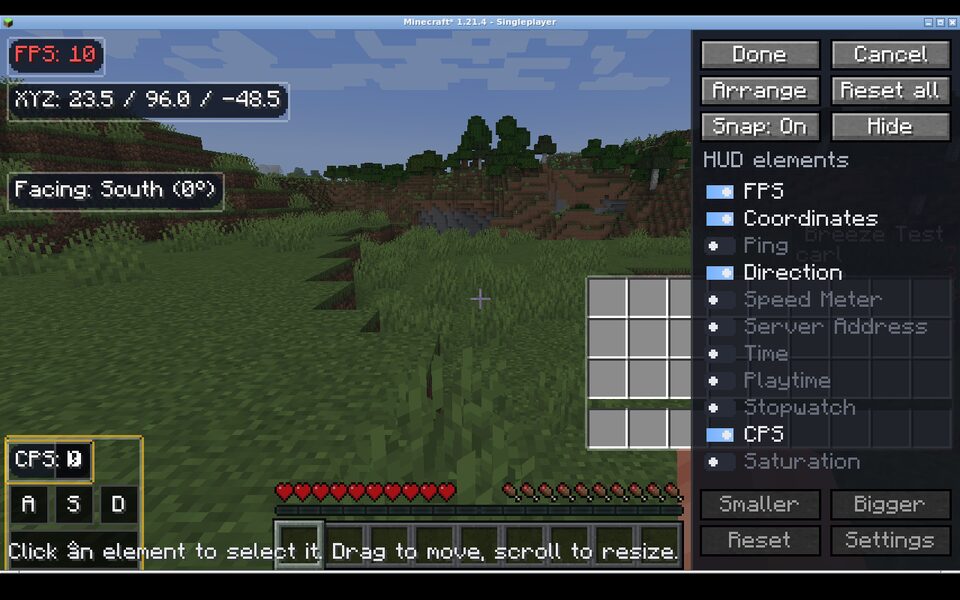 Minecraft* 1.21.4 - Singleplayer
FPS: 10
XYZ: 23.5 / 96.0 / -48.5
Facing: South (0°)
Done
Cancel
Arrange
Reset all
Snap: On
Hide
HUD elements
FPS
Coordinates
Ping
Breeze Test
carl
Direction
Speed Meter
Server Address
Time
Playtime
Stopwatch
CPS
Saturation
Smaller
Bigger
Reset
Settings
CPS: 0
A
S
D
Click an element to select it. Drag to move, scroll to resize.